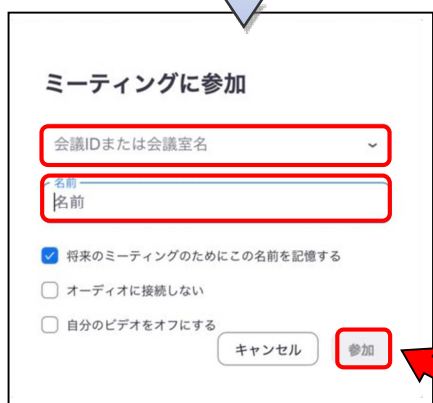 ミーティングに参加
会議IDまたは会議室名
名前
名前
将来のミーティングのためにこの名前を記憶する
オーディオに接続しない
自分のビデオをオフにする
キャンセル
参加